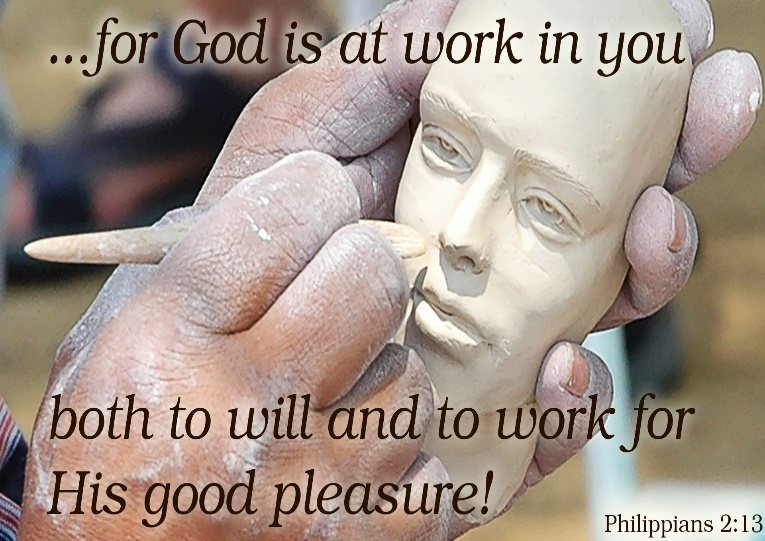 ...for God is at work in you
both to will and to work for
His good pleasure!
Philippians 2:13